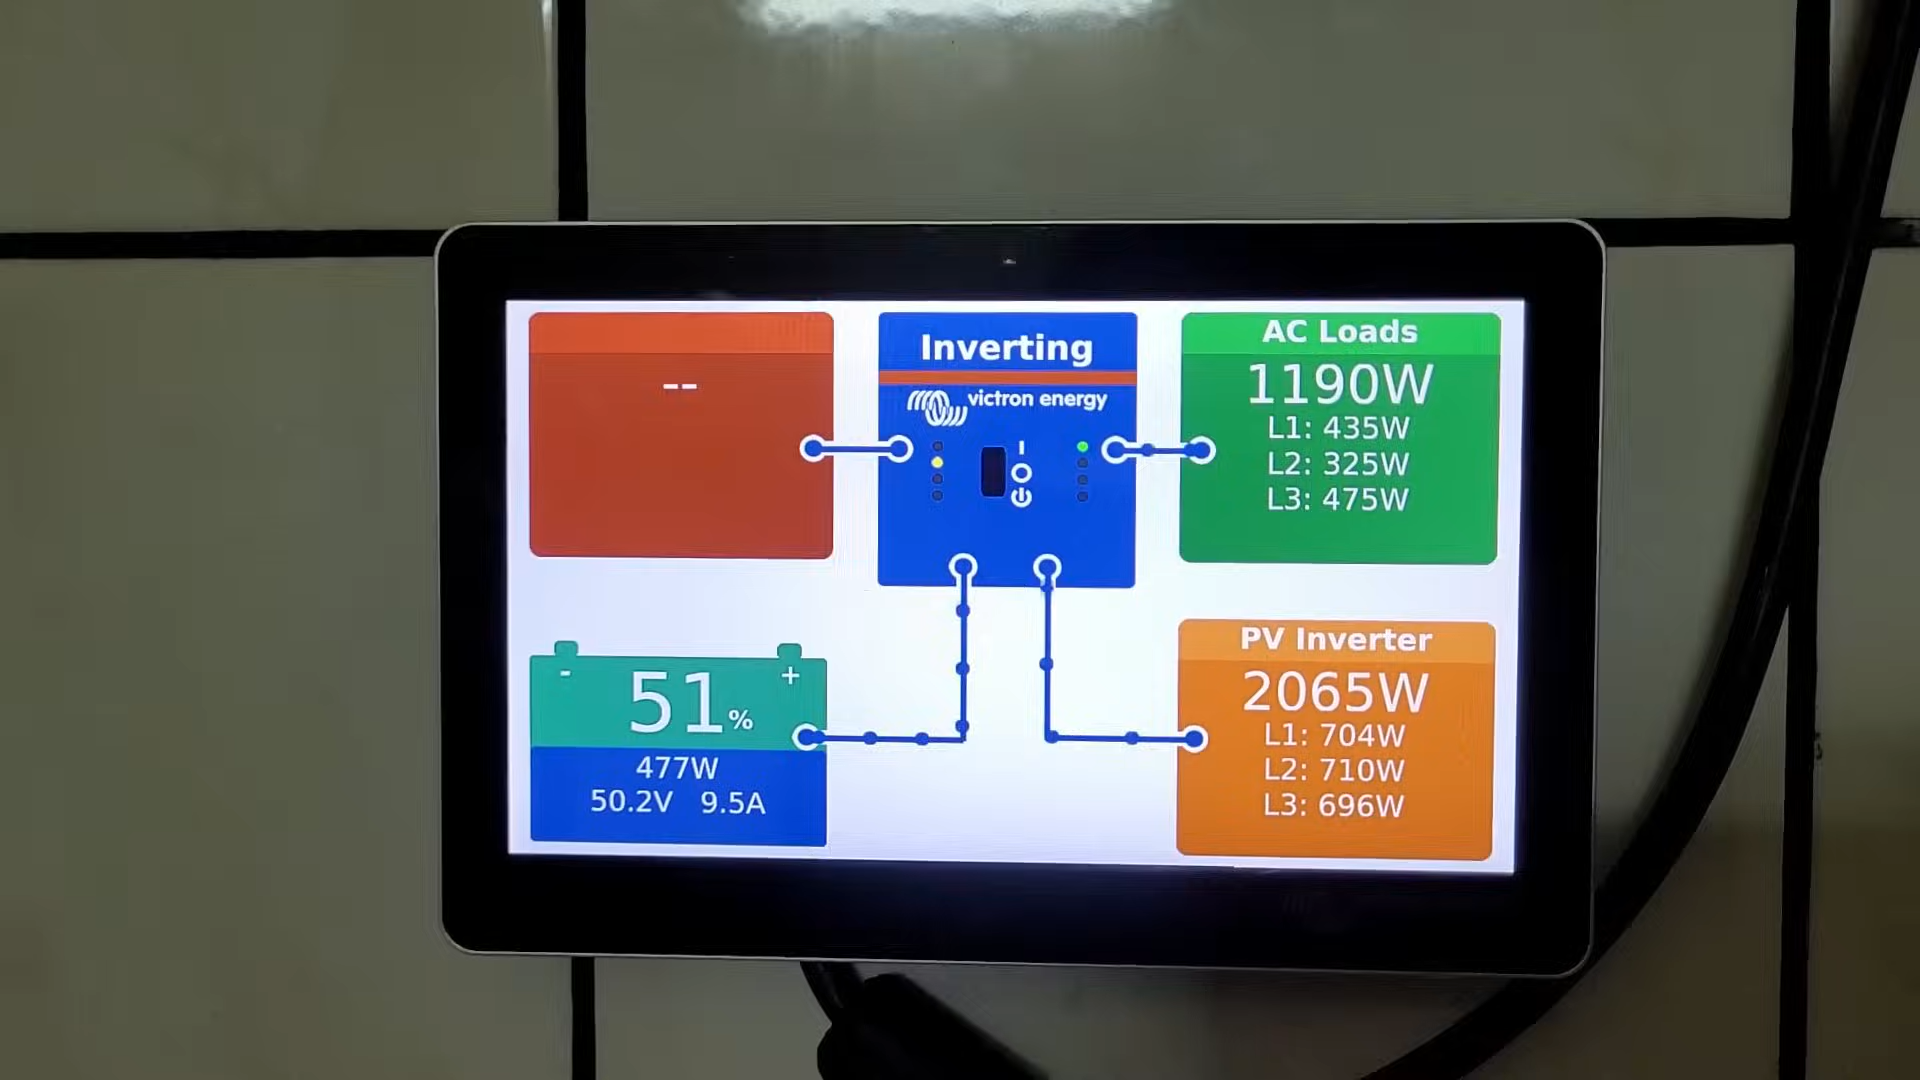 --
Inverting
victron energy
AC Loads
1190W
L1: 435W
L2: 325W
L3: 475W
- +
51%
477W
50.2V 9.5A
PV Inverter
2065W
L1: 704W
L2: 710W
L3: 696W